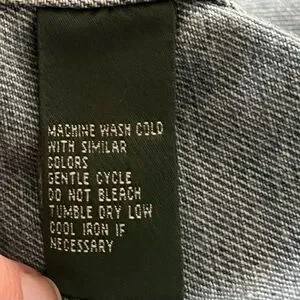 MACHINE WASH COLD
WITH SIMILAR
COLORS
GENTLE CYCLE
DO NOT BLEACH
TUMBLE DRY LOW
COOL IRON IF
NECESSARY